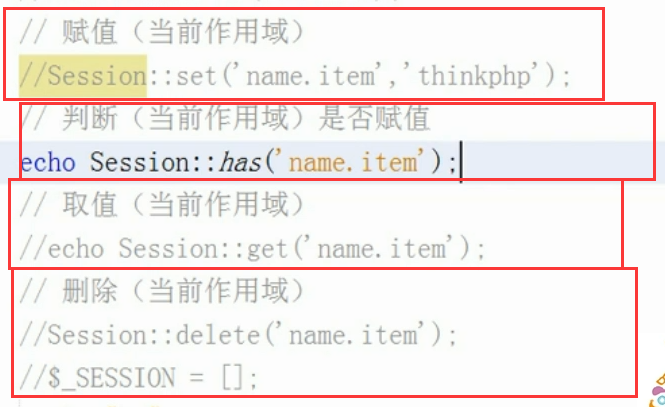 // 赋值（当前作用域）
//Session::set('name.item','thinkphp');
// 判断（当前作用域）是否赋值
echo Session::has('name.item');
// 取值（当前作用域）
//echo Session::get('name.item');
// 删除（当前作用域）
//Session::delete('name.item');
//$_SESSION = [];